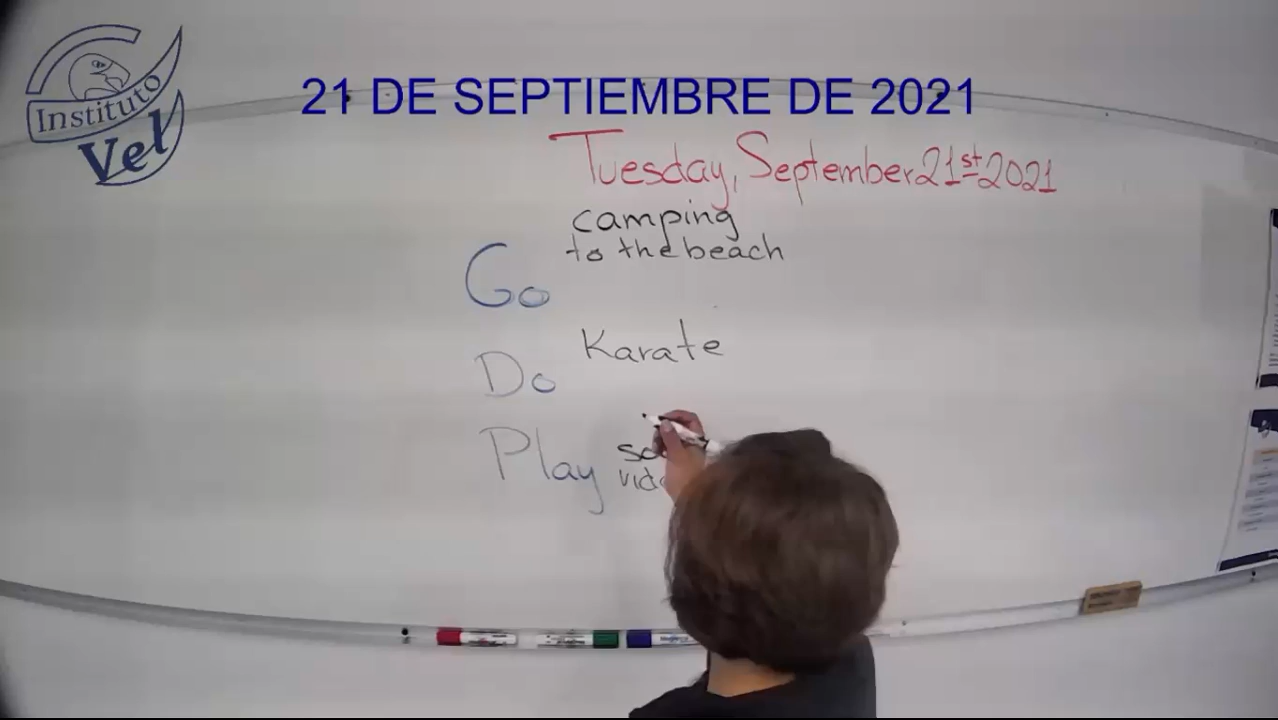 Instituto
Vel
21 DE SEPTIEMBRE DE 2021
Tuesday, September 21st 2021
camping
to the beach
Go
Karate
Do
Play